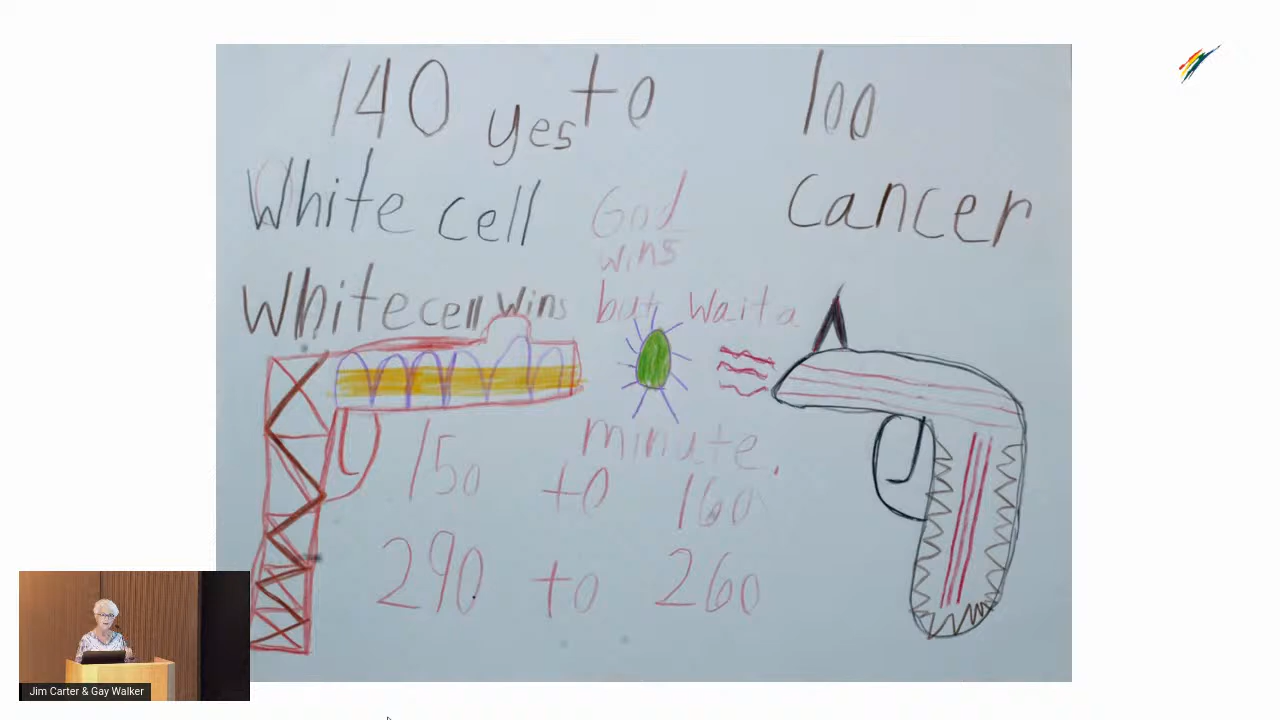 140 yes to 100
White cell God cancer
wins
White cell wins but Wait a
minute.
150 to 160
290 to 260
Jim Carter & Gay Walker